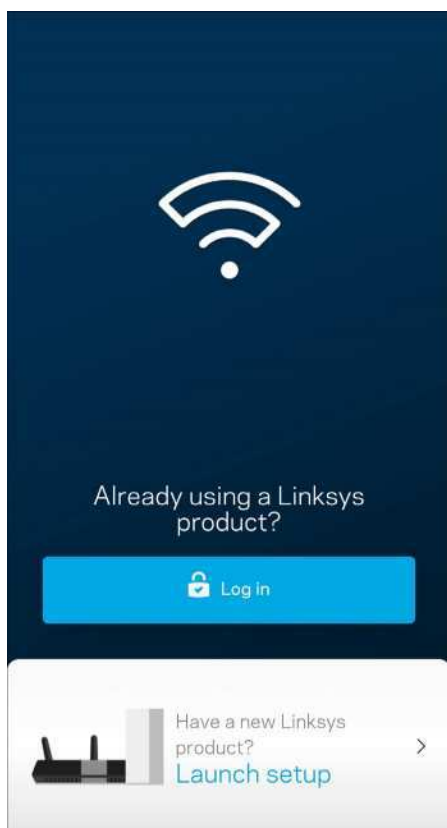 Already using a Linksys
product?
Log in
Have a new Linksys
product?
Launch setup